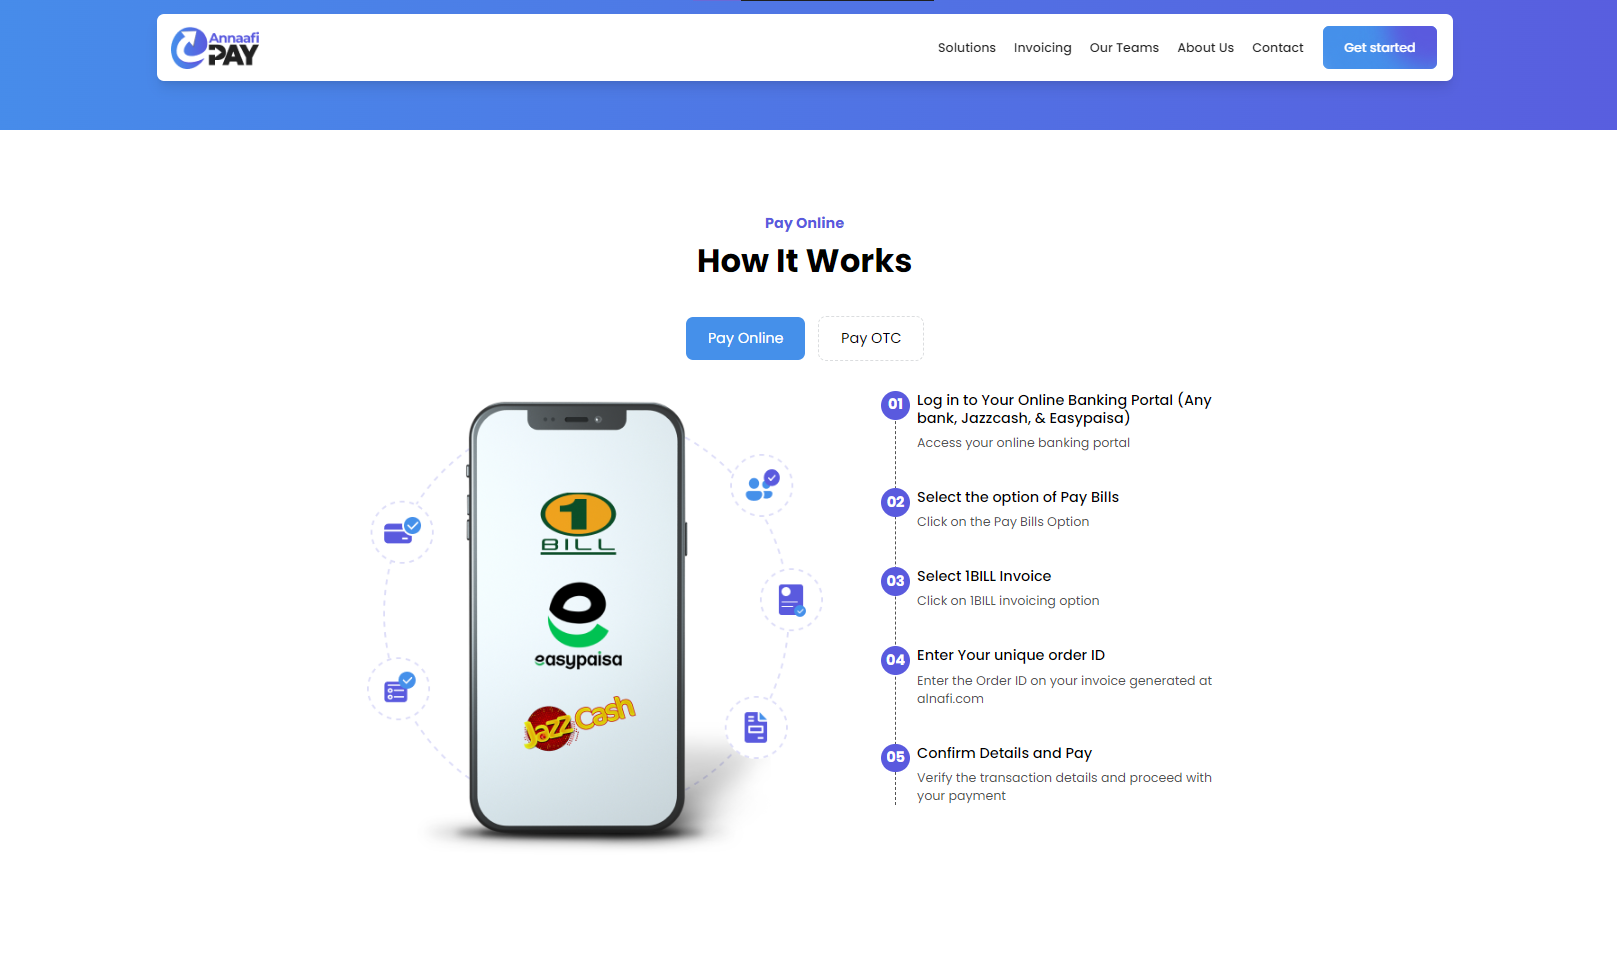 Annaafi
PAY
Solutions
Invoicing
Our Teams
About Us
Contact
Get started
Pay Online
How It Works
Pay Online
Pay OTC
1
BILL
easypaisa
JazzCash
01
Log in to Your Online Banking Portal (Any
bank, Jazzcash, & Easypaisa)
Access your online banking portal
02
Select the option of Pay Bills
Click on the Pay Bills Option
03
Select 1BILL Invoice
Click on 1BILL invoicing option
04
Enter Your unique order ID
Enter the Order ID on your invoice generated at
alnafi.com
05
Confirm Details and Pay
Verify the transaction details and proceed with
your payment